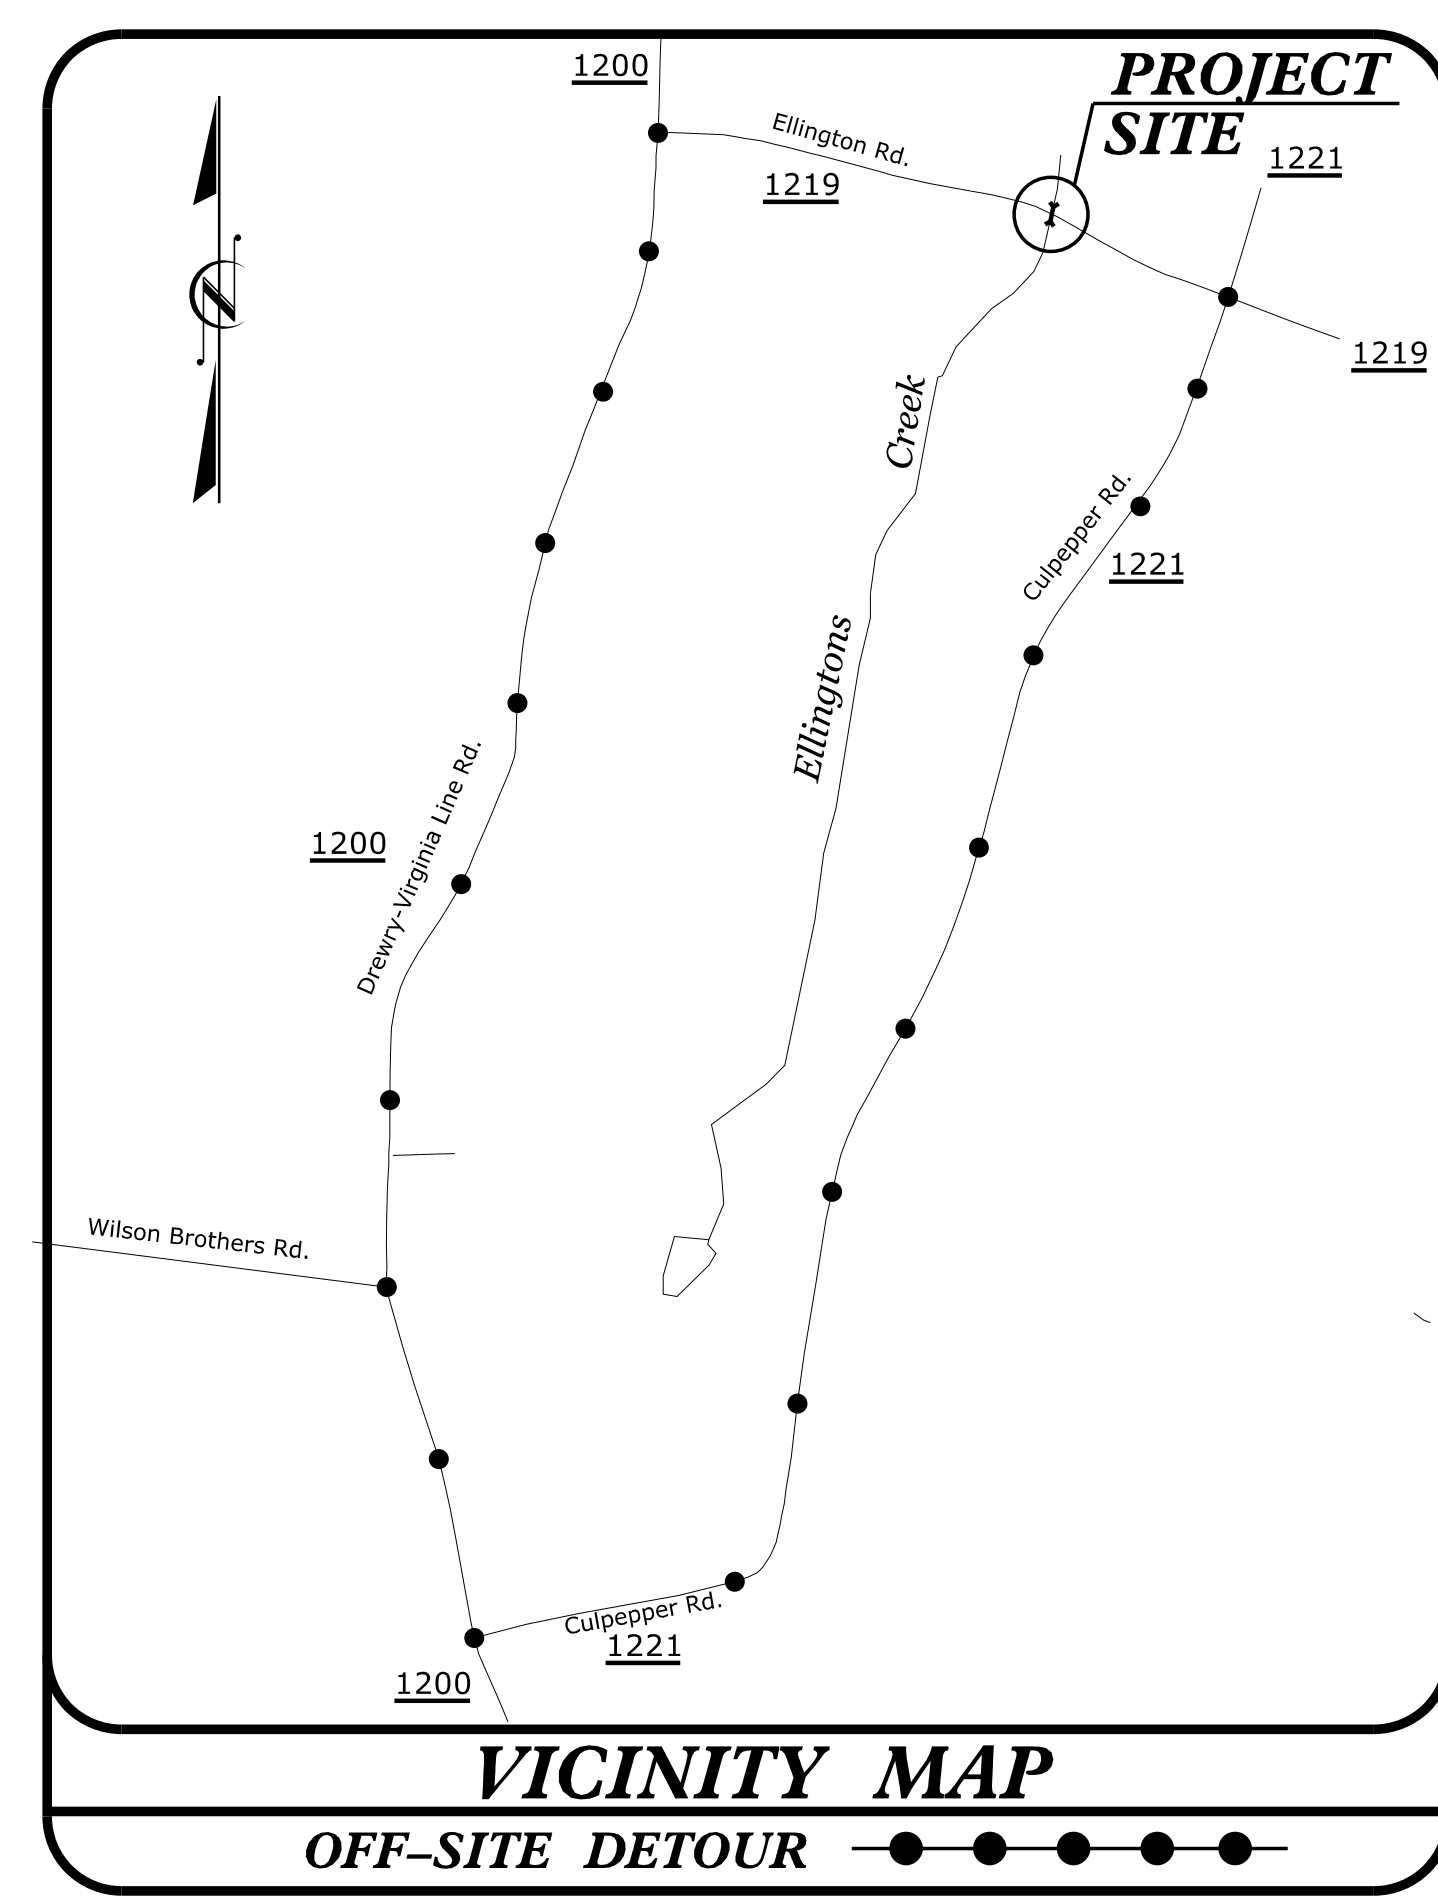 1200
PROJECT
SITE
Ellington Rd.
1219
1221
N
1219
Creek
Culpepper Rd.
1221
Ellingtons
Drewry-Virginia Line Rd.
1200
Wilson Brothers Rd.
Culpepper Rd.
1221
1200
VICINITY MAP
OFF-SITE DETOUR